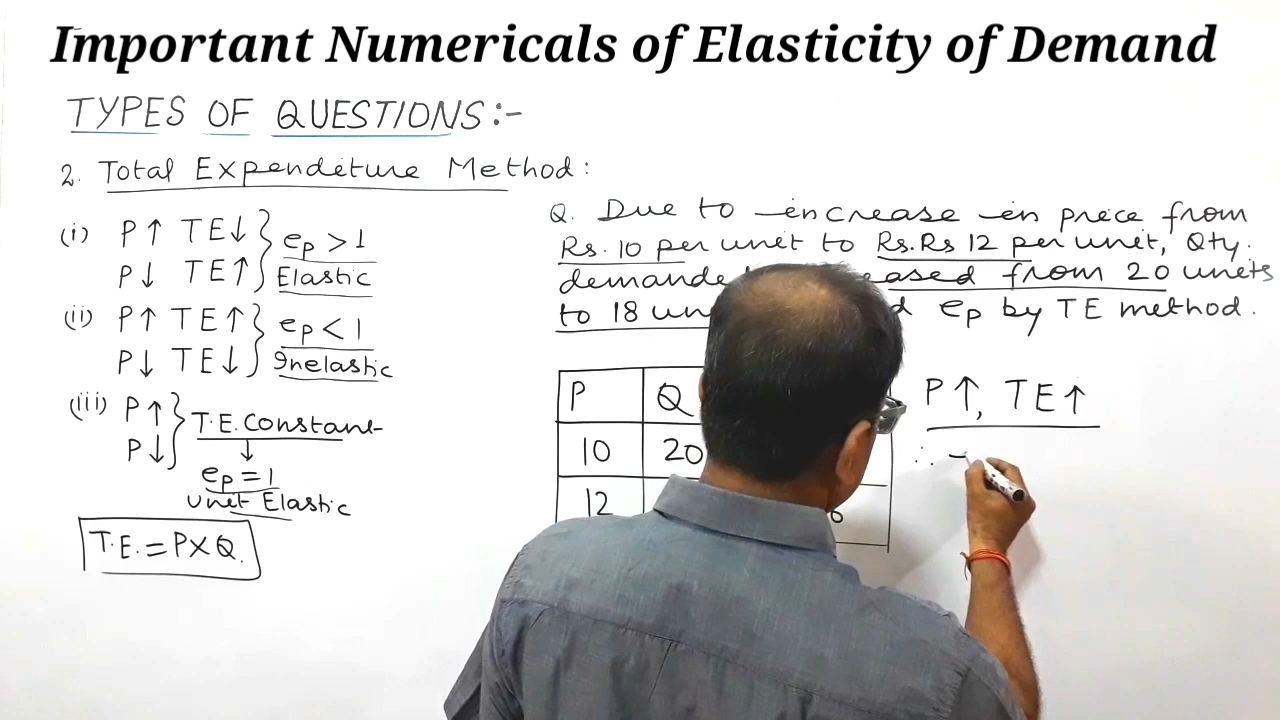 Important Numericals of Elasticity of Demand
TYPES OF QUESTIONS:-
2. Total Expenditure Method:
(i) P↑ TE↓
P↓ TE↑
ep > 1
Elastic
(ii) P↑ TE↑
P↓ TE↓
ep < 1
Inelastic
(iii) P↑
P↓
T.E. Constant
↓
ep = 1
unit Elastic
T.E. = P×Q.
Q. Due to increase in price from
Rs. 10 per unit to Rs.Rs 12 per unit, Qty.
from 20 units
to 18 ep by TE method.
P Q
10 20
12
P↑, TE↑
∴